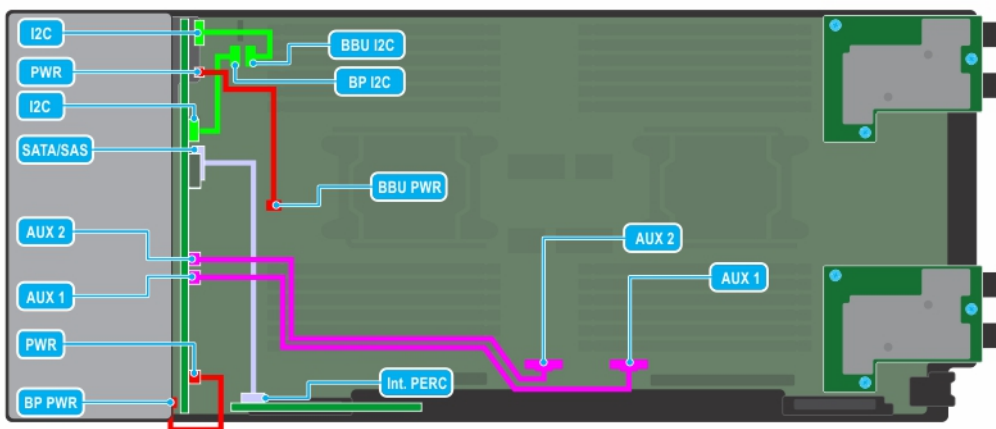 I2C
PWR
I2C
SATA/SAS
AUX 2
AUX 1
PWR
BP PWR
BBU I2C
BP I2C
BBU PWR
AUX 2
AUX 1
Int. PERC